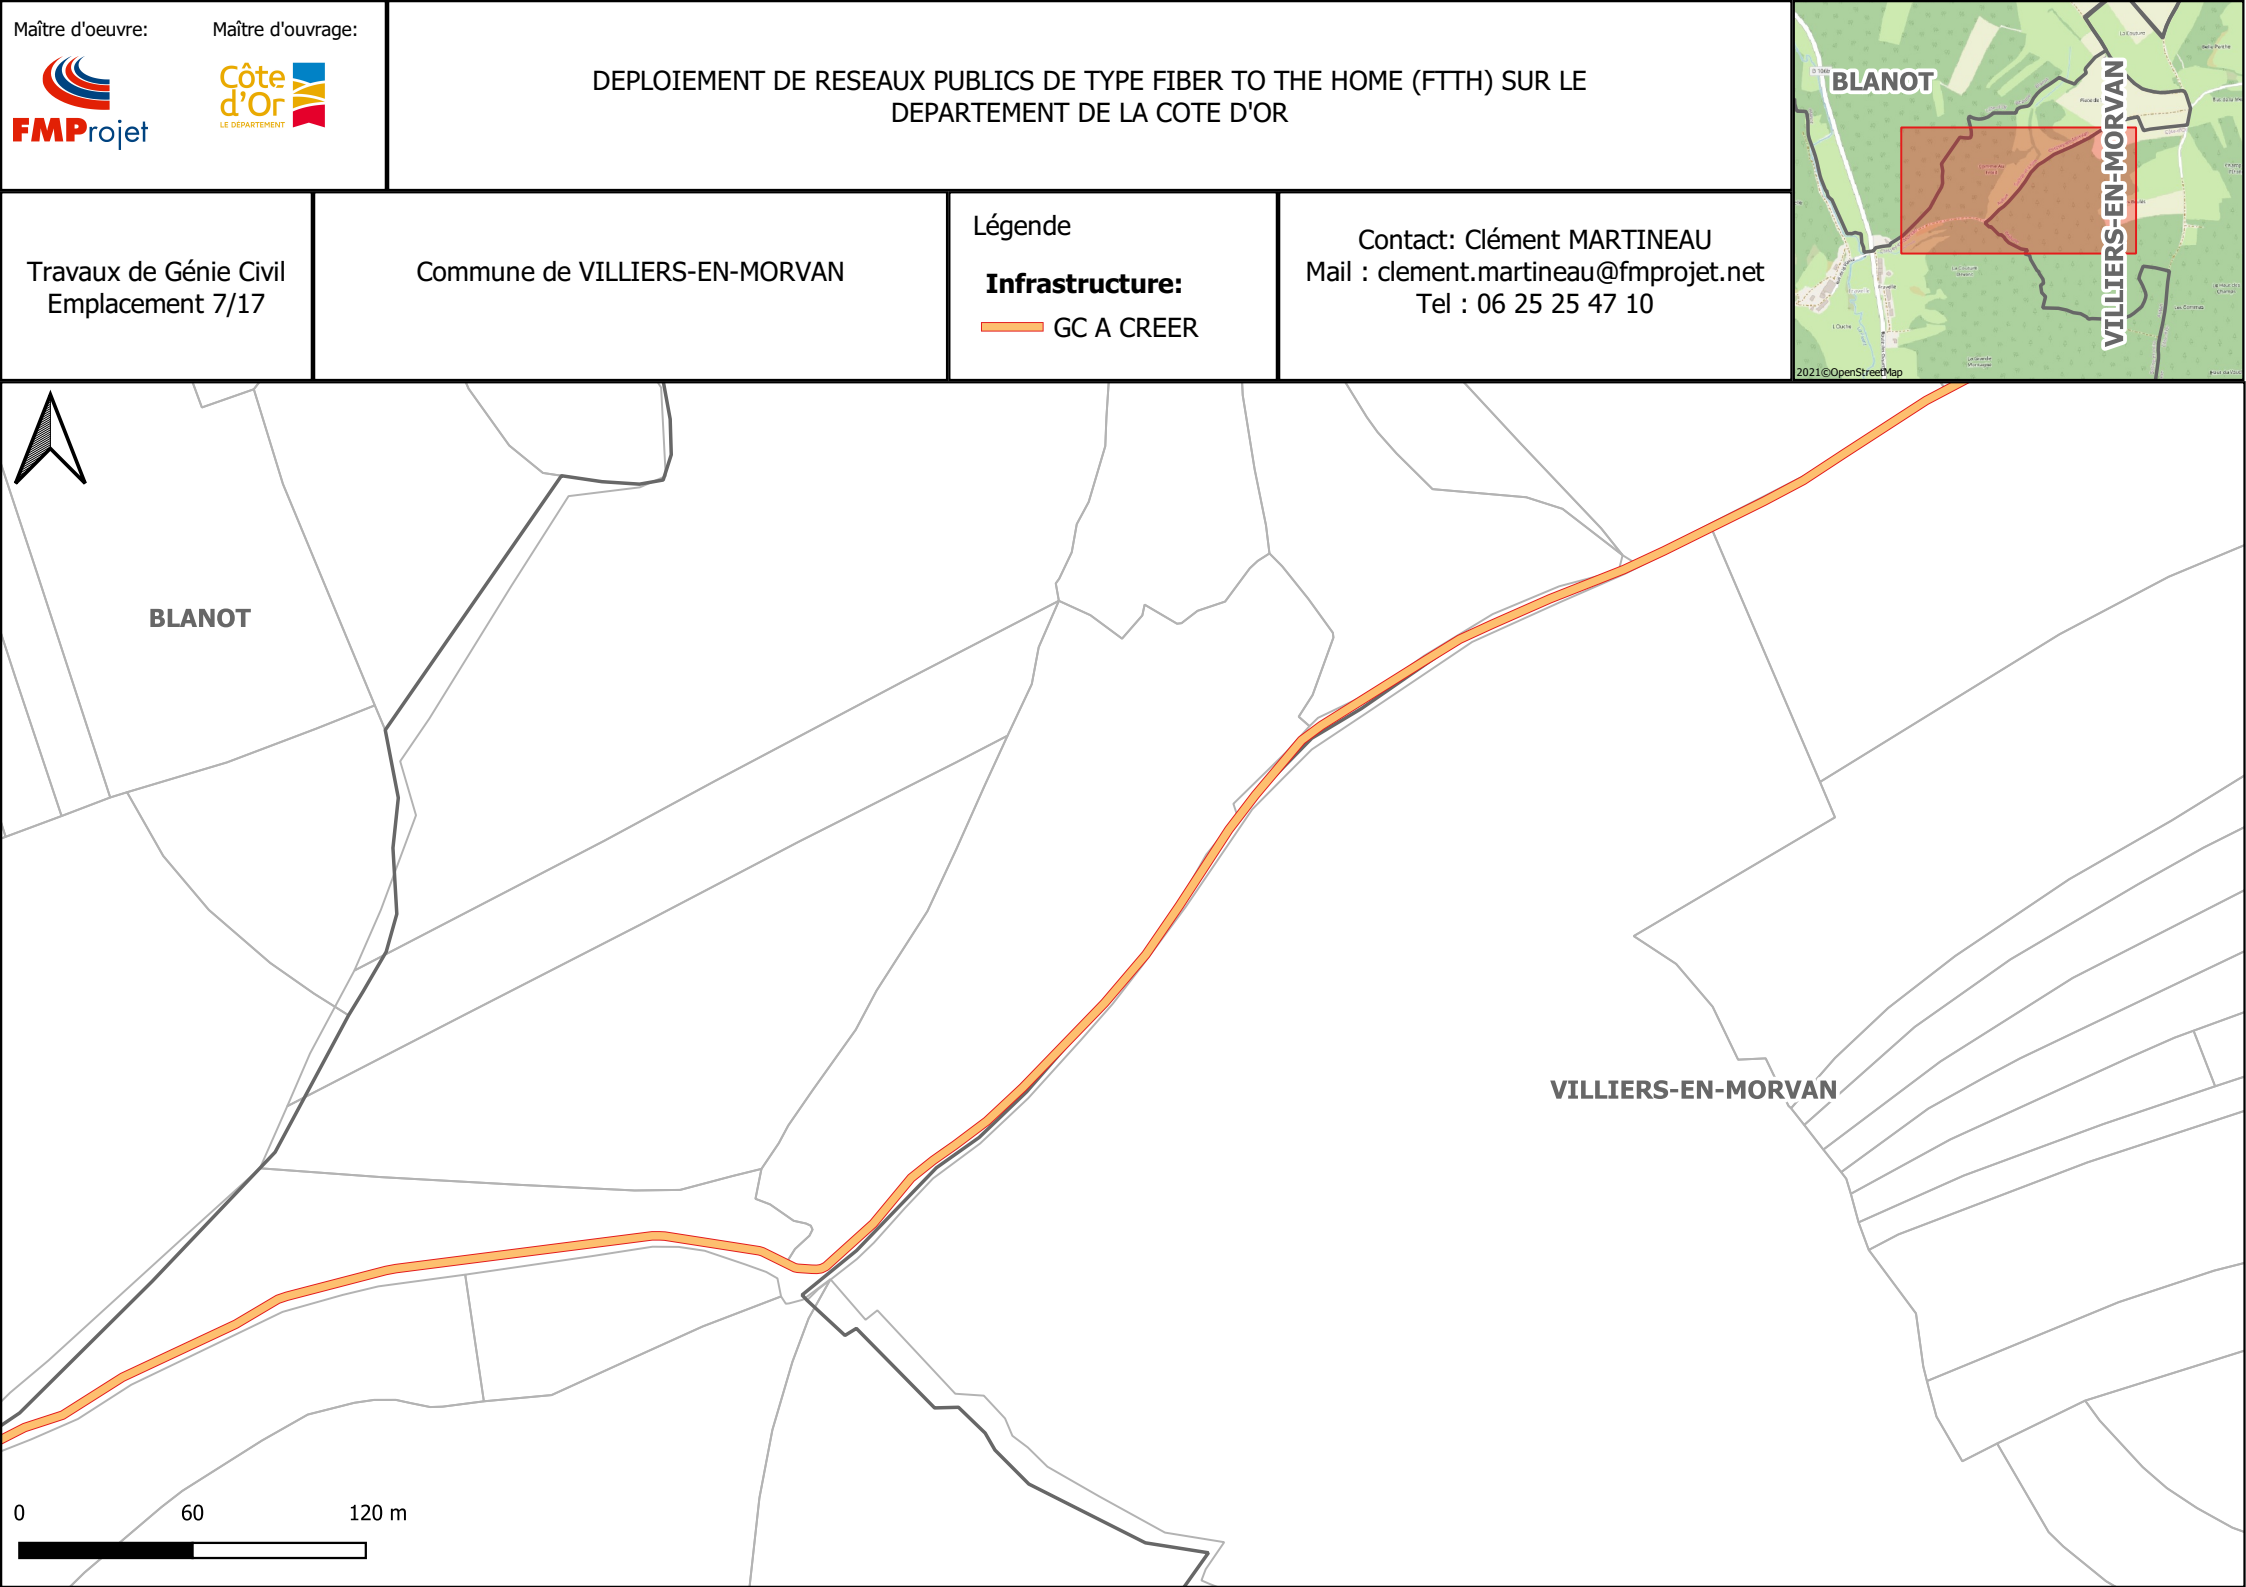 Maître d'oeuvre:
Maître d'ouvrage:
FMProjet
Côte
d'Or
LE DÉPARTEMENT
DEPLOIEMENT DE RESEAUX PUBLICS DE TYPE FIBER TO THE HOME (FTTH) SUR LE
DEPARTEMENT DE LA COTE D'OR
Travaux de Génie Civil
Emplacement 7/17
Commune de VILLIERS-EN-MORVAN
Légende
Infrastructure:
GC A CREER
Contact: Clément MARTINEAU
Mail : clement.martineau@fmprojet.net
Tel : 06 25 25 47 10
BLANOT
VILLIERS-EN-MORVAN
2021©OpenStreetMap
BLANOT
VILLIERS-EN-MORVAN
0 60 120 m